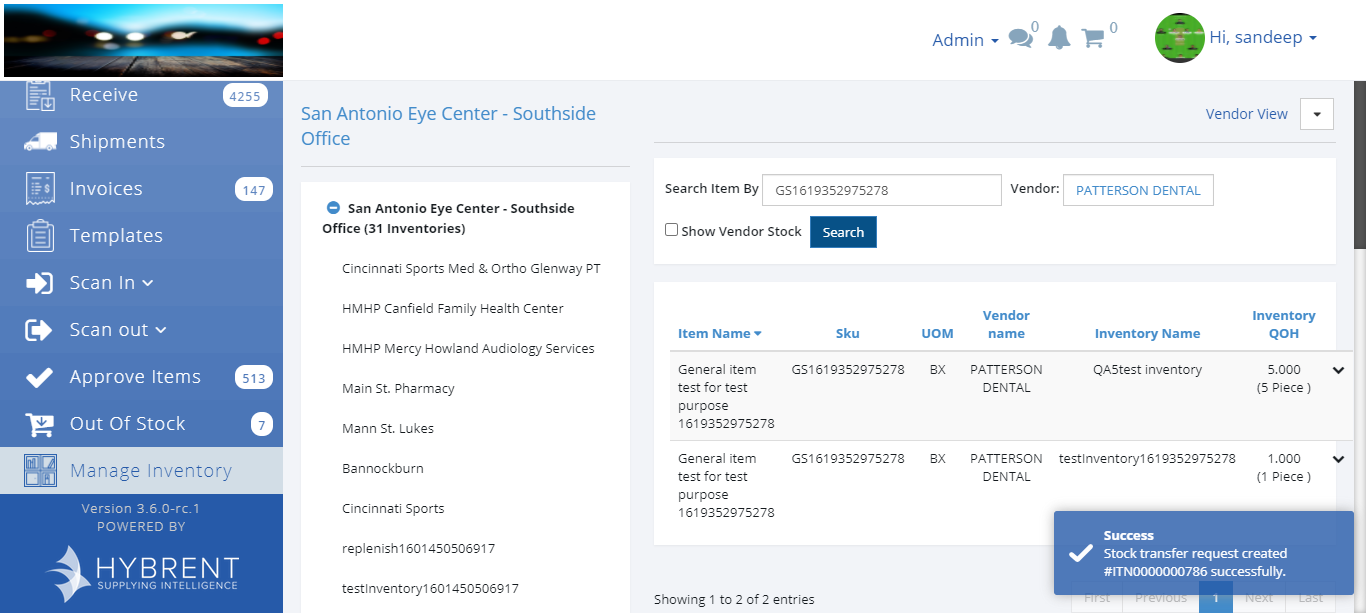 Admin
0
0
Hi, sandeep
Receive
4255
Shipments
Invoices
147
Templates
Scan In
Scan out
Approve Items
513
Out Of Stock
7
Manage Inventory
Version 3.6.0-rc.1
POWERED BY
HYBRENT
SUPPLYING INTELLIGENCE
San Antonio Eye Center - Southside
Office
San Antonio Eye Center - Southside
Office (31 Inventories)
Cincinnati Sports Med & Ortho Glenway PT
HMHP Canfield Family Health Center
HMHP Mercy Howland Audiology Services
Main St. Pharmacy
Mann St. Lukes
Bannockburn
Cincinnati Sports
replenish1601450506917
testInventory1601450506917
Vendor View
Search Item By GS1619352975278 Vendor: PATTERSON DENTAL
Show Vendor Stock Search
Item Name Sku UOM Vendor name Inventory Name Inventory QOH
General item GS1619352975278 BX PATTERSON QA5test inventory 5.000
test for test DENTAL (5 Piece )
purpose
1619352975278
General item GS1619352975278 BX PATTERSON testInventory1619352975278 1.000
test for test DENTAL (1 Piece )
purpose
1619352975278
Success
Stock transfer request created
#ITN0000000786 successfully.
Showing 1 to 2 of 2 entries
First Previous 1 Next Last